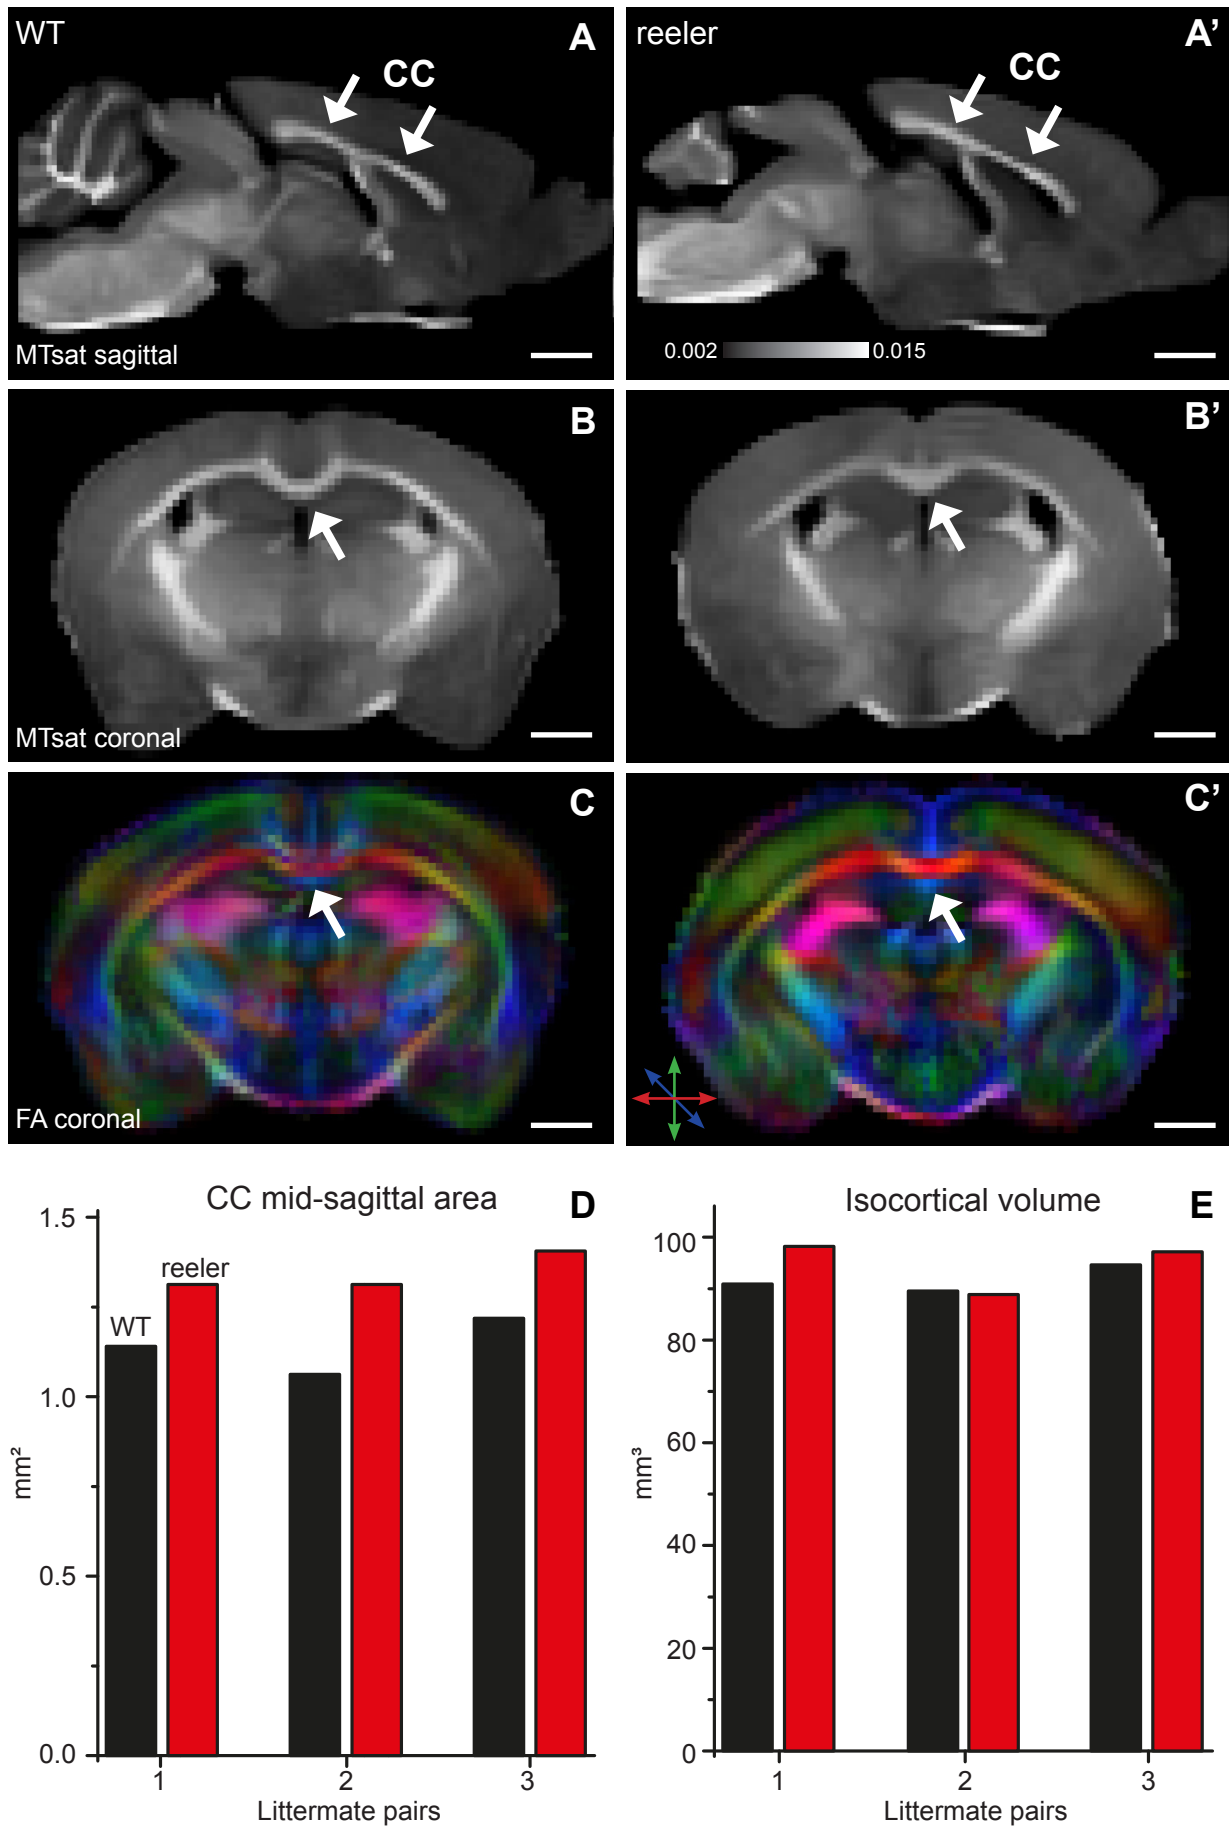 WT
A
CC
MTsat sagittal
reeler
A'
CC
0.002
0.015
B
MTsat coronal
B'
C
FA coronal
C'
CC mid-sagittal area
D
1.5
1.0
0.5
0.0
mm²
WT
reeler
1
2
3
Littermate pairs
Isocortical volume
E
100
80
60
40
20
0
mm³
1
2
3
Littermate pairs